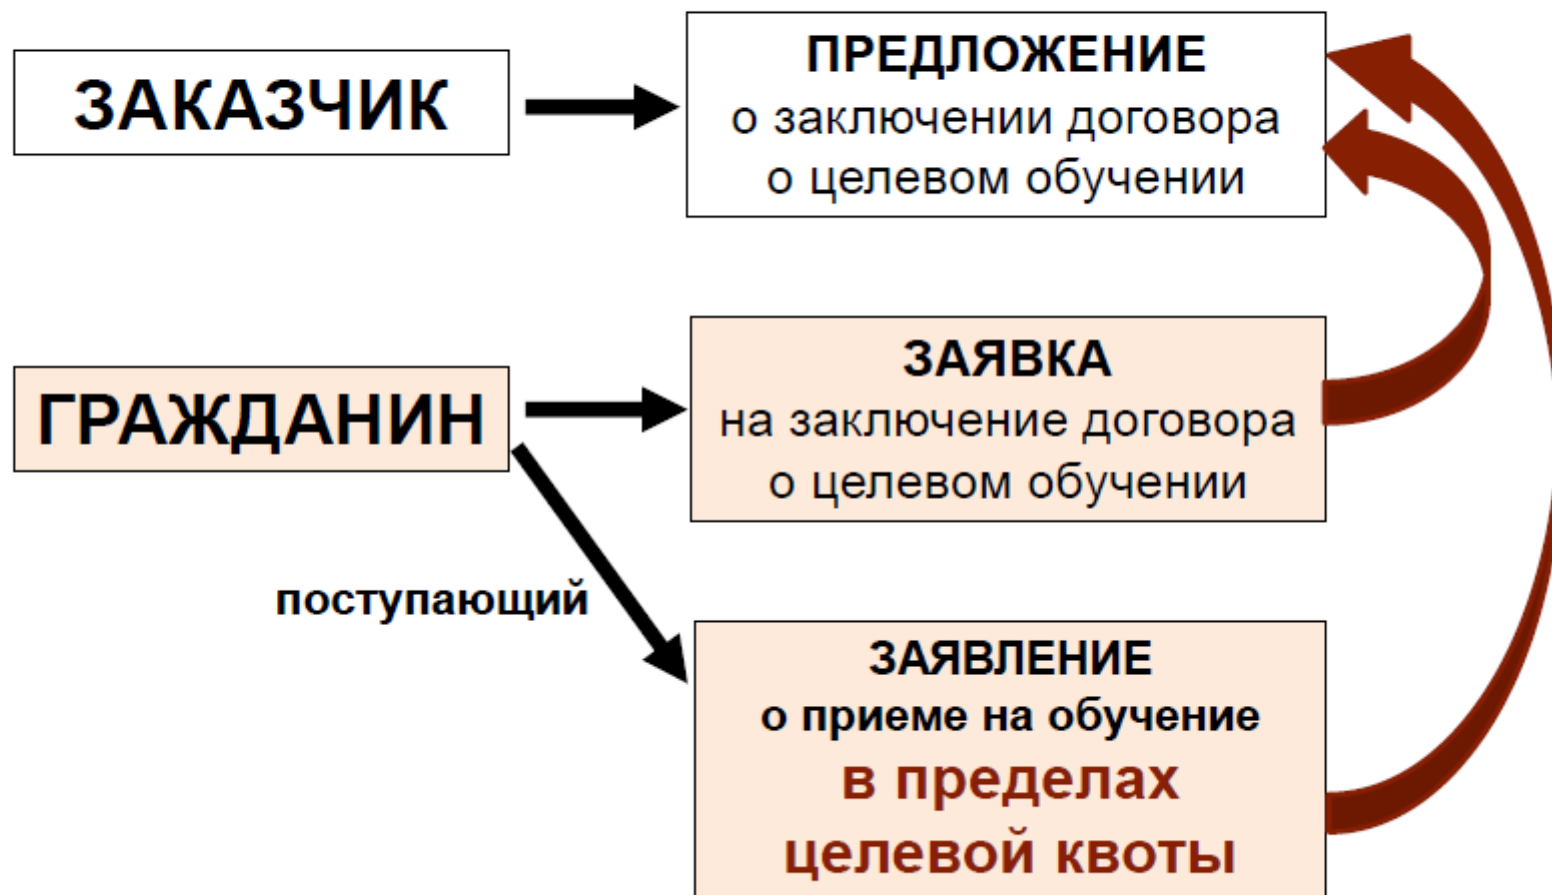 ЗАКАЗЧИК
ПРЕДЛОЖЕНИЕ
о заключении договора
о целевом обучении
ГРАЖДАНИН
ЗАЯВКА
на заключение договора
о целевом обучении
поступающий
ЗАЯВЛЕНИЕ
о приеме на обучение
в пределах
целевой квоты